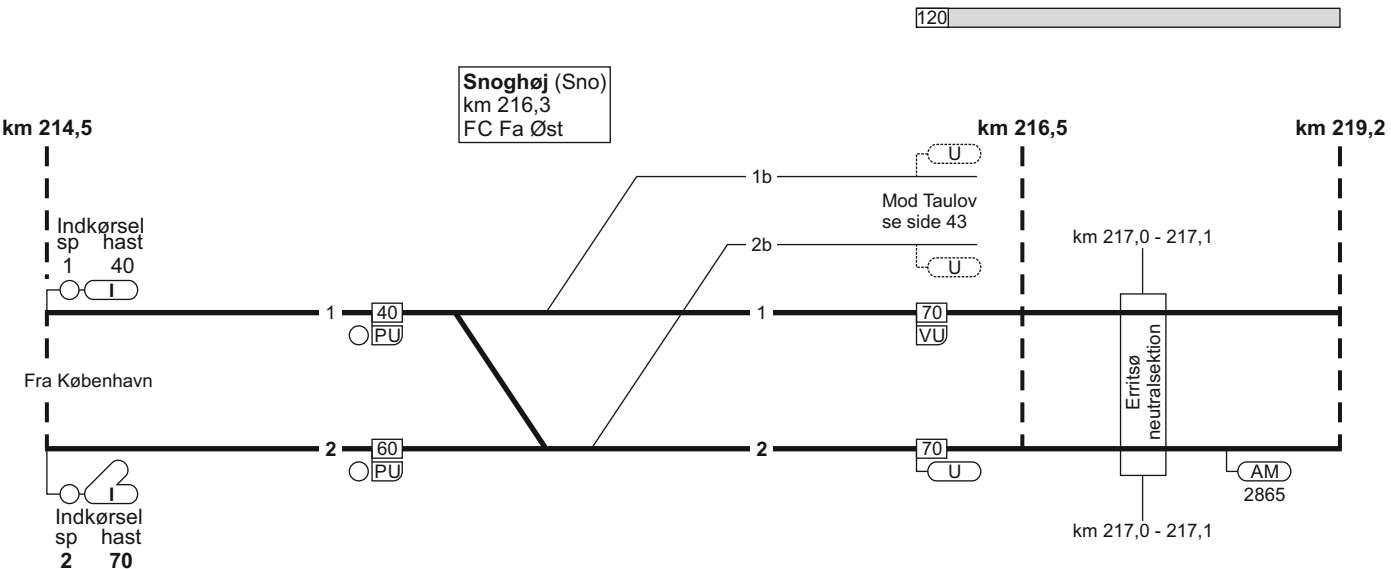 120
Snoghøj (Sno)
km 216,3
FC Fa Øst
km 214,5
km 216,5
km 219,2
U
1b
Mod Taulov
se side 43
2b
U
km 217,0 - 217,1
Indkørsel
sp hast
1 40
I
1
40
PU
1
70
VU
Fra København
Erritsø
neutralsektion
2
60
PU
2
70
U
AM
2865
I
Indkørsel
sp hast
2 70
km 217,0 - 217,1